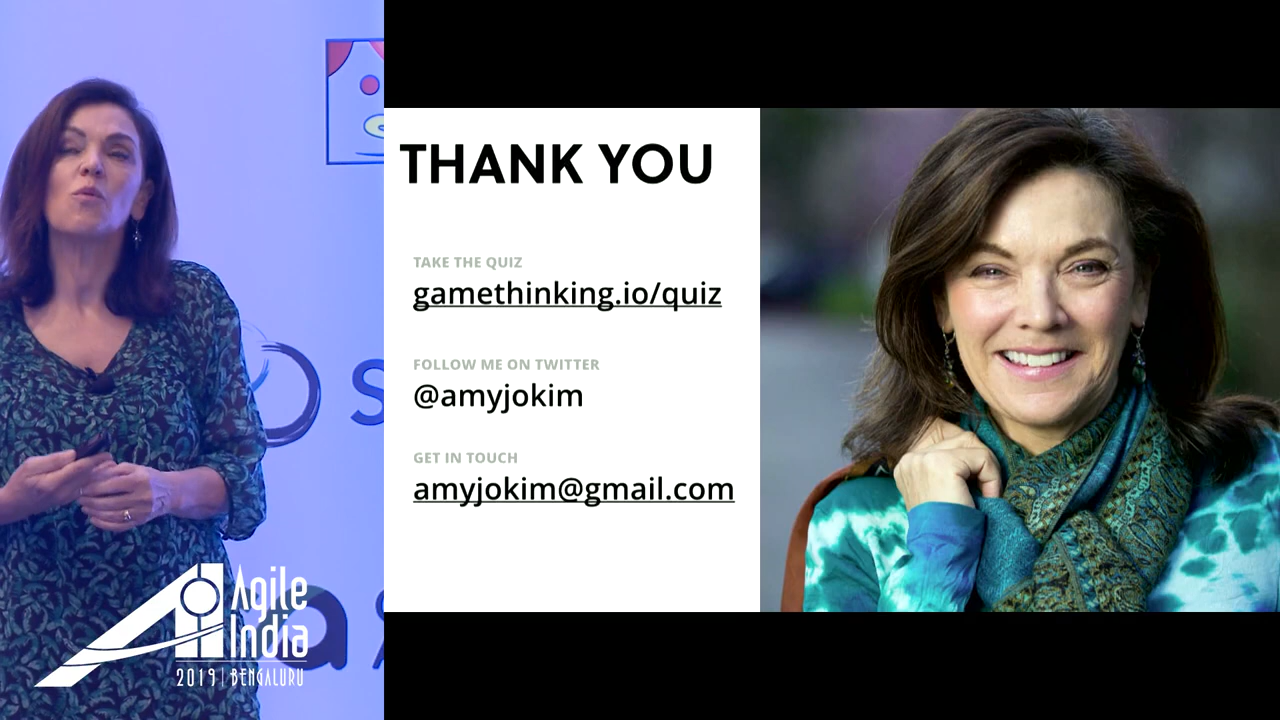 THANK YOU
TAKE THE QUIZ
gamethinking.io/quiz
FOLLOW ME ON TWITTER
@amyjokim
GET IN TOUCH
amyjokim@gmail.com
Agile
India
2019 | BENGALURU